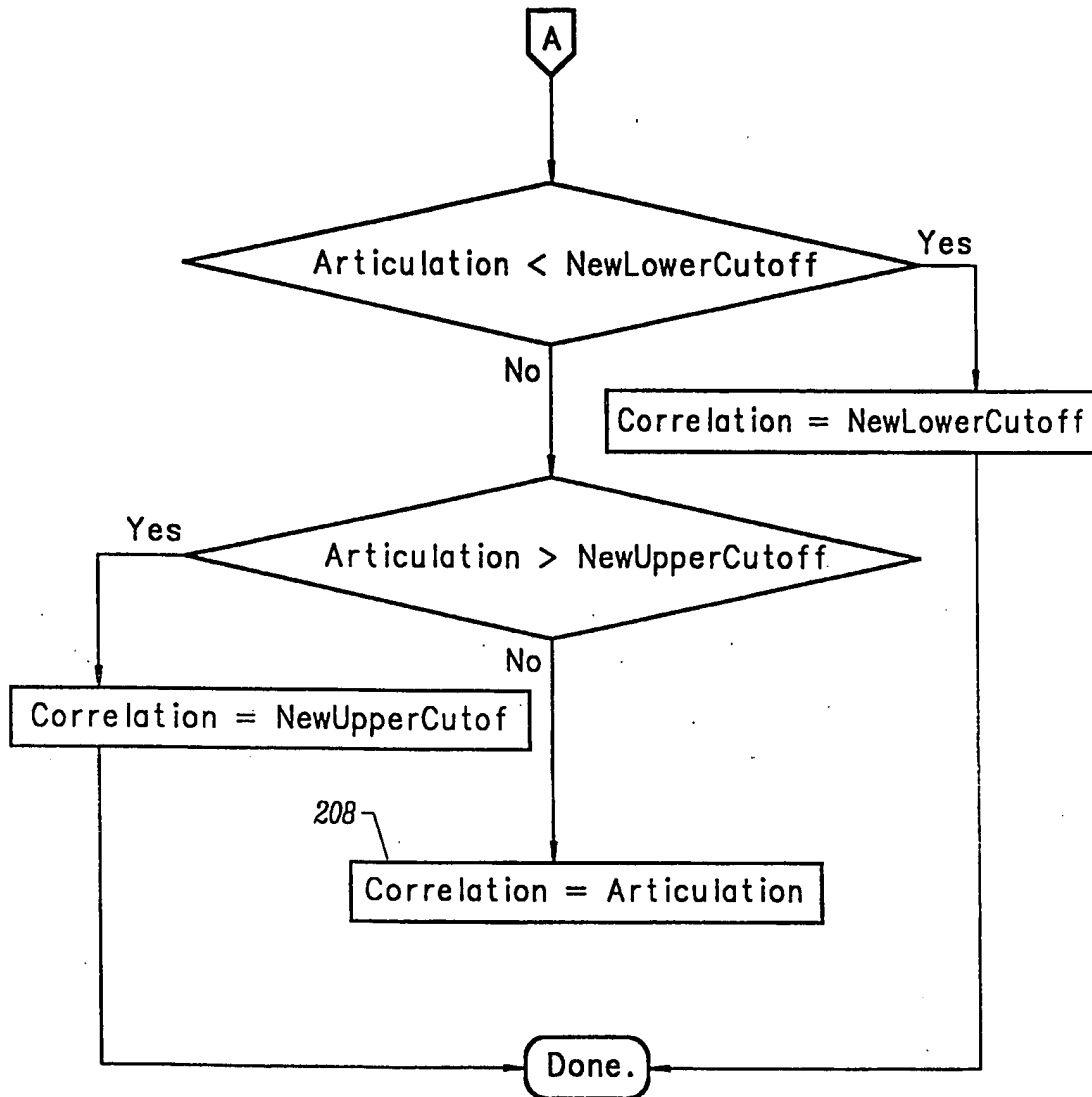 A
Articulation < NewLowerCutoff
Yes
No
Correlation = NewLowerCutoff
Yes
Articulation > NewUpperCutoff
No
Correlation = NewUpperCutof
208
Correlation = Articulation
Done.